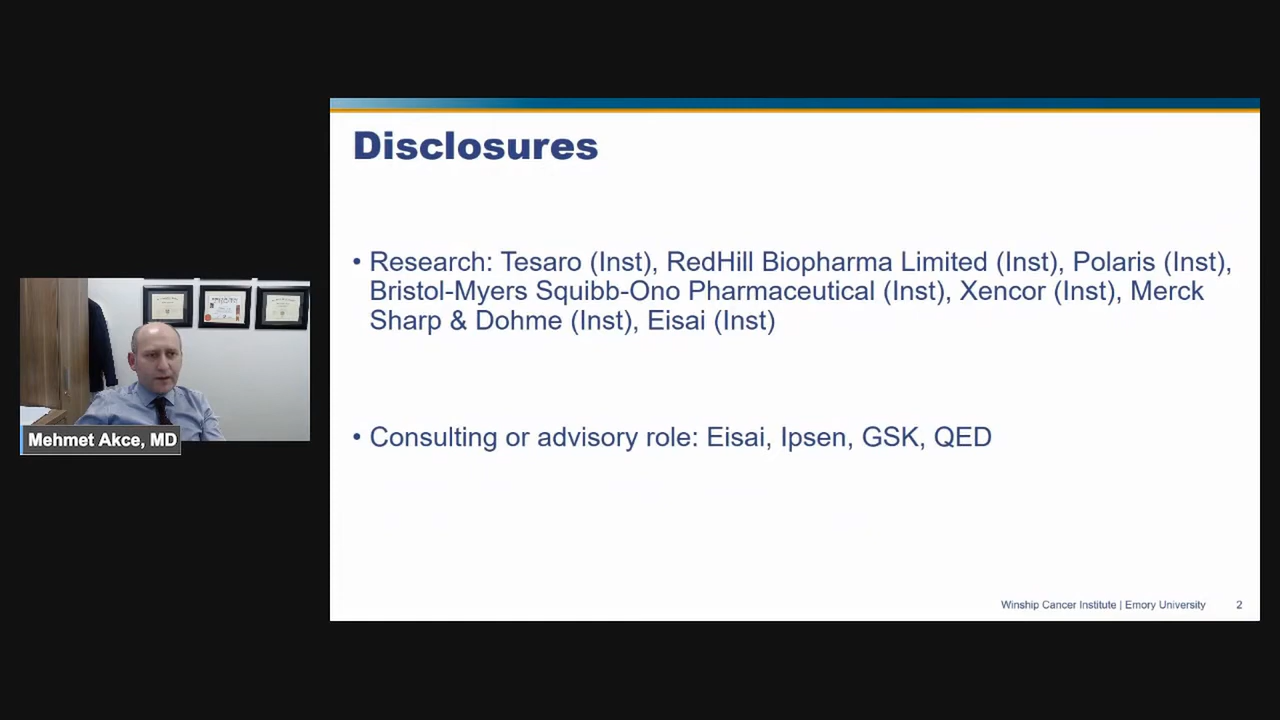 Disclosures
• Research: Tesaro (Inst), RedHill Biopharma Limited (Inst), Polaris (Inst),
Bristol-Myers Squibb-Ono Pharmaceutical (Inst), Xencor (Inst), Merck
Sharp & Dohme (Inst), Eisai (Inst)
• Consulting or advisory role: Eisai, Ipsen, GSK, QED
Mehmet Akce, MD
Winship Cancer Institute | Emory University 2